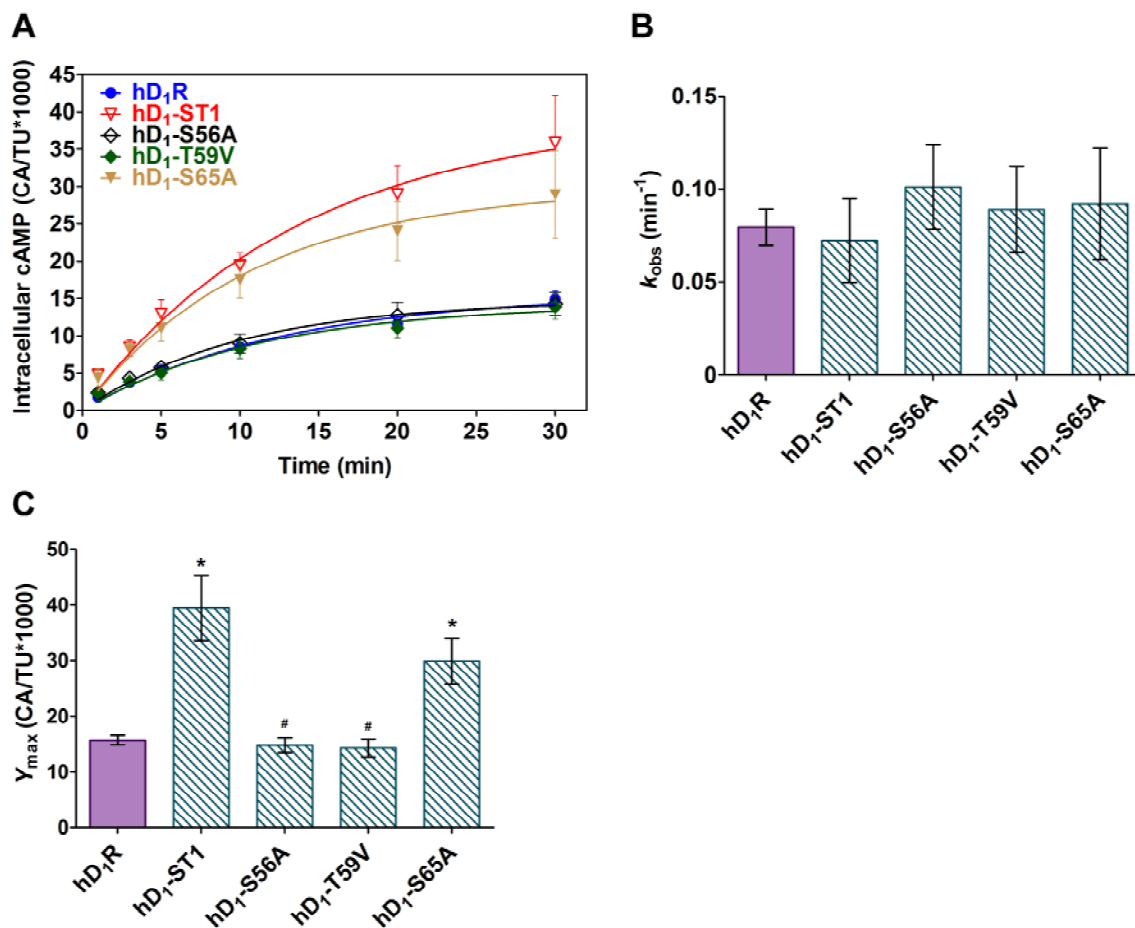 A
Intracellular cAMP (CA/TU*1000)
45
40
35
30
25
20
15
10
5
0
hD₁R
hD₁-ST1
hD₁-S56A
hD₁-T59V
hD₁-S65A
0 5 10 15 20 25 30
Time (min)
B
k_obs (min⁻¹)
0.15
0.10
0.05
0
hD₁R
hD₁-ST1
hD₁-S56A
hD₁-T59V
hD₁-S65A
C
Y_max (CA/TU*1000)
50
40
30
20
10
0
*
#
#
*
hD₁R
hD₁-ST1
hD₁-S56A
hD₁-T59V
hD₁-S65A